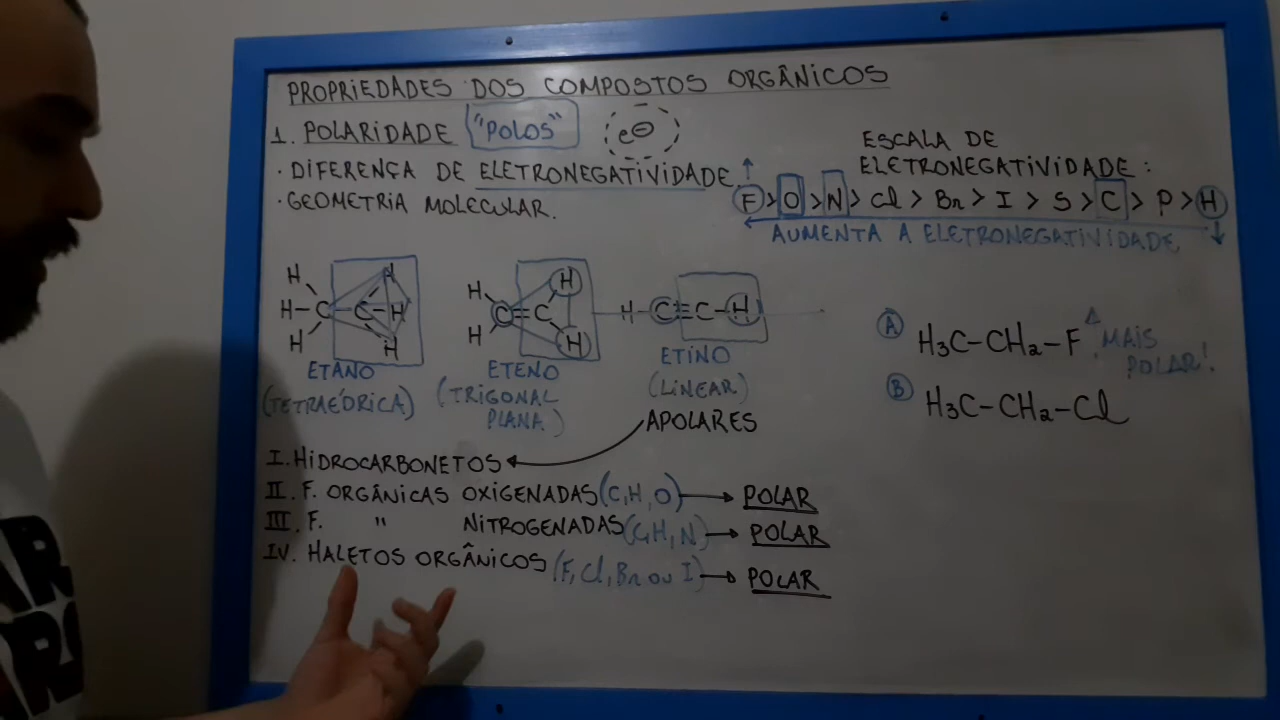 PROPRIEDADES DOS COMPOSTOS ORGÂNICOS
1. POLARIDADE "POLOS" e⊖
· DIFERENÇA DE ELETRONEGATIVIDADE ↑
· GEOMETRIA MOLECULAR.
ESCALA DE
ELETRONEGATIVIDADE:
F > O > N > Cl > Br > I > S > C > P > H
AUMENTA A ELETRONEGATIVIDADE ↓
H H
H-C-C-H
H H
ETANO
(TETRAÉDRICA)
H H
C=C
H H
ETENO
(TRIGONAL
PLANA)
H-C≡C-H
ETINO
(LINEAR)
APOLARES
A H₃C-CH₂-F MAIS
POLAR!
B H₃C-CH₂-Cl
I. HIDROCARBONETOS
II. F. ORGÂNICAS OXIGENADAS (C,H,O) → POLAR
III. F. " NITROGENADAS (C,H,N) → POLAR
IV. HALETOS ORGÂNICOS (F, Cl, Br ou I) → POLAR